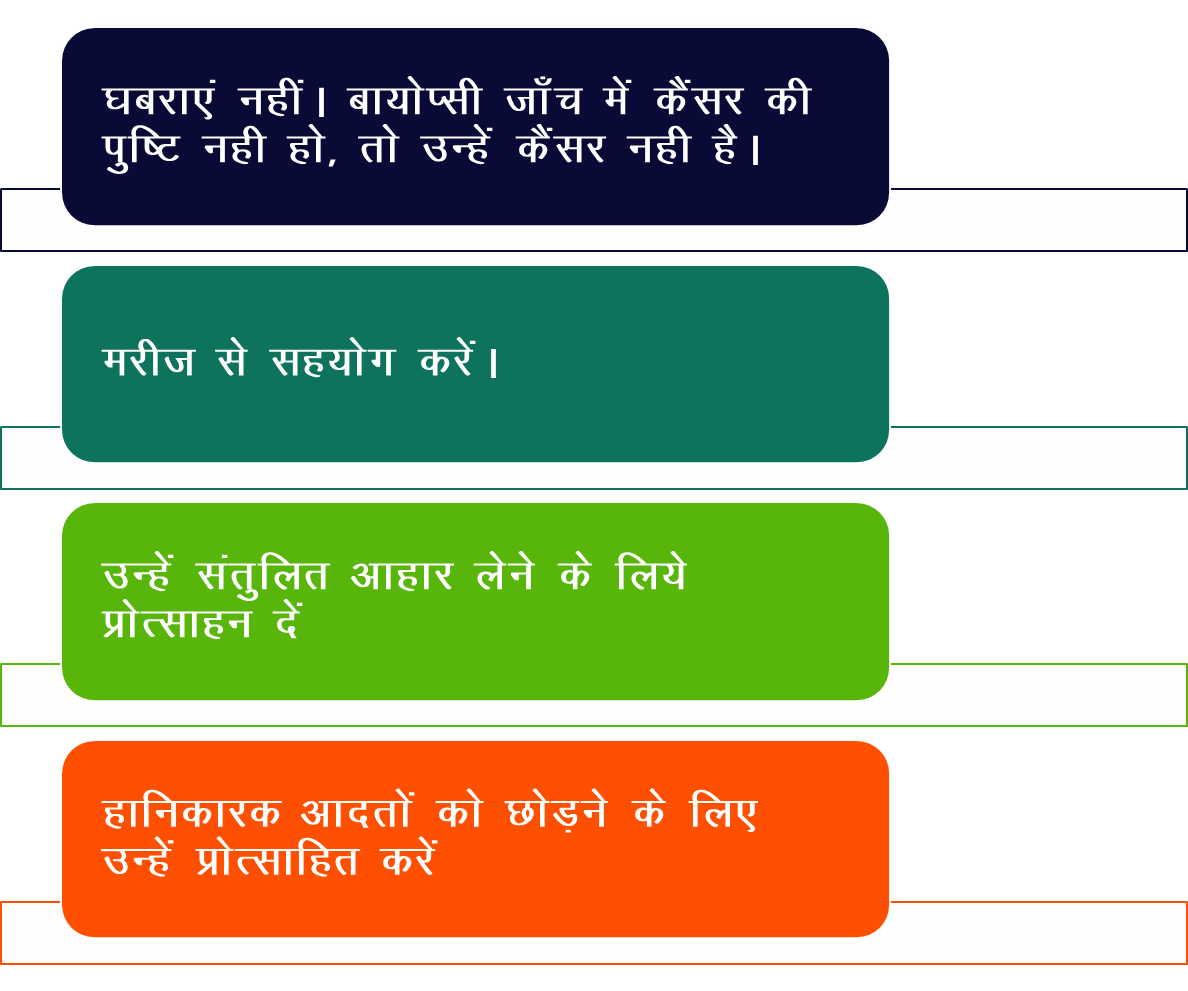 घबराएं नहीं। बायोप्सी जाँच में कैंसर की
पुष्टि नही हो, तो उन्हें कैंसर नही है।
मरीज से सहयोग करें।
उन्हें संतुलित आहार लेने के लिये
प्रोत्साहन दें
हानिकारक आदतों को छोड़ने के लिए
उन्हें प्रोत्साहित करें